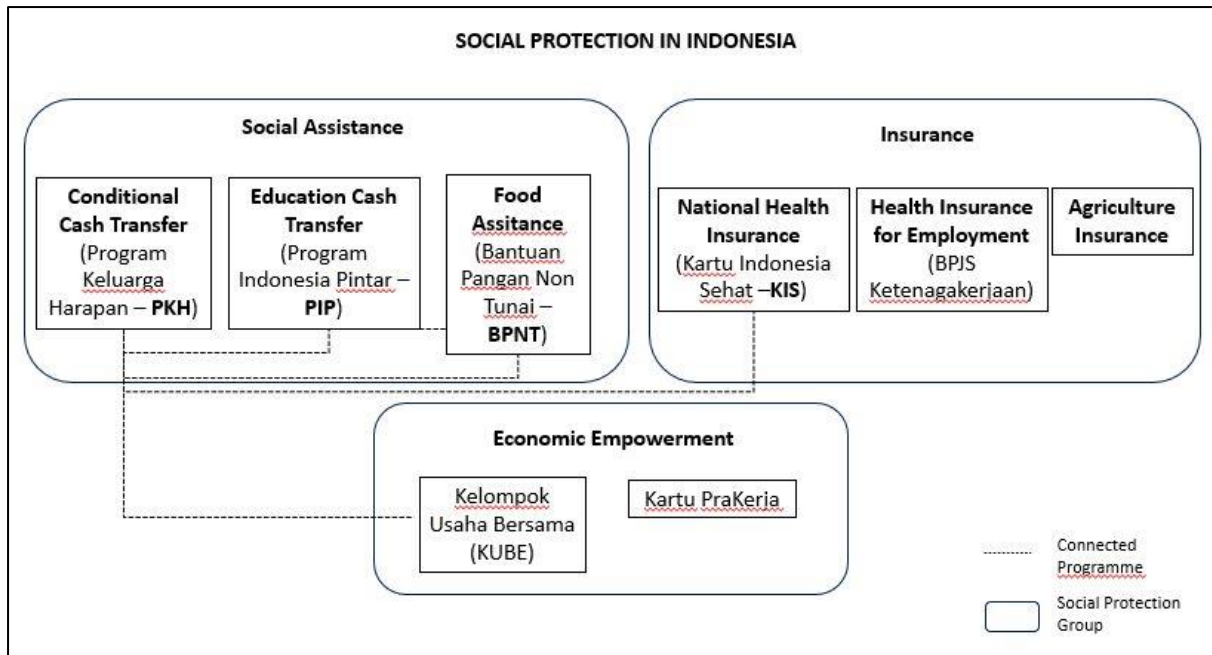 SOCIAL PROTECTION IN INDONESIA
Social Assistance
Conditional
Cash Transfer
(Program
Keluarga
Harapan – PKH)
Education Cash
Transfer
(Program
Indonesia Pintar –
PIP)
Food
Assitance
(Bantuan
Pangan Non
Tunai –
BPNT)
Insurance
National Health
Insurance
(Kartu Indonesia
Sehat –KIS)
Health Insurance
for Employment
(BPJS
Ketenagakerjaan)
Agriculture
Insurance
Economic Empowerment
Kelompok
Usaha Bersama
(KUBE)
Kartu PraKerja
Connected
Programme
Social Protection
Group